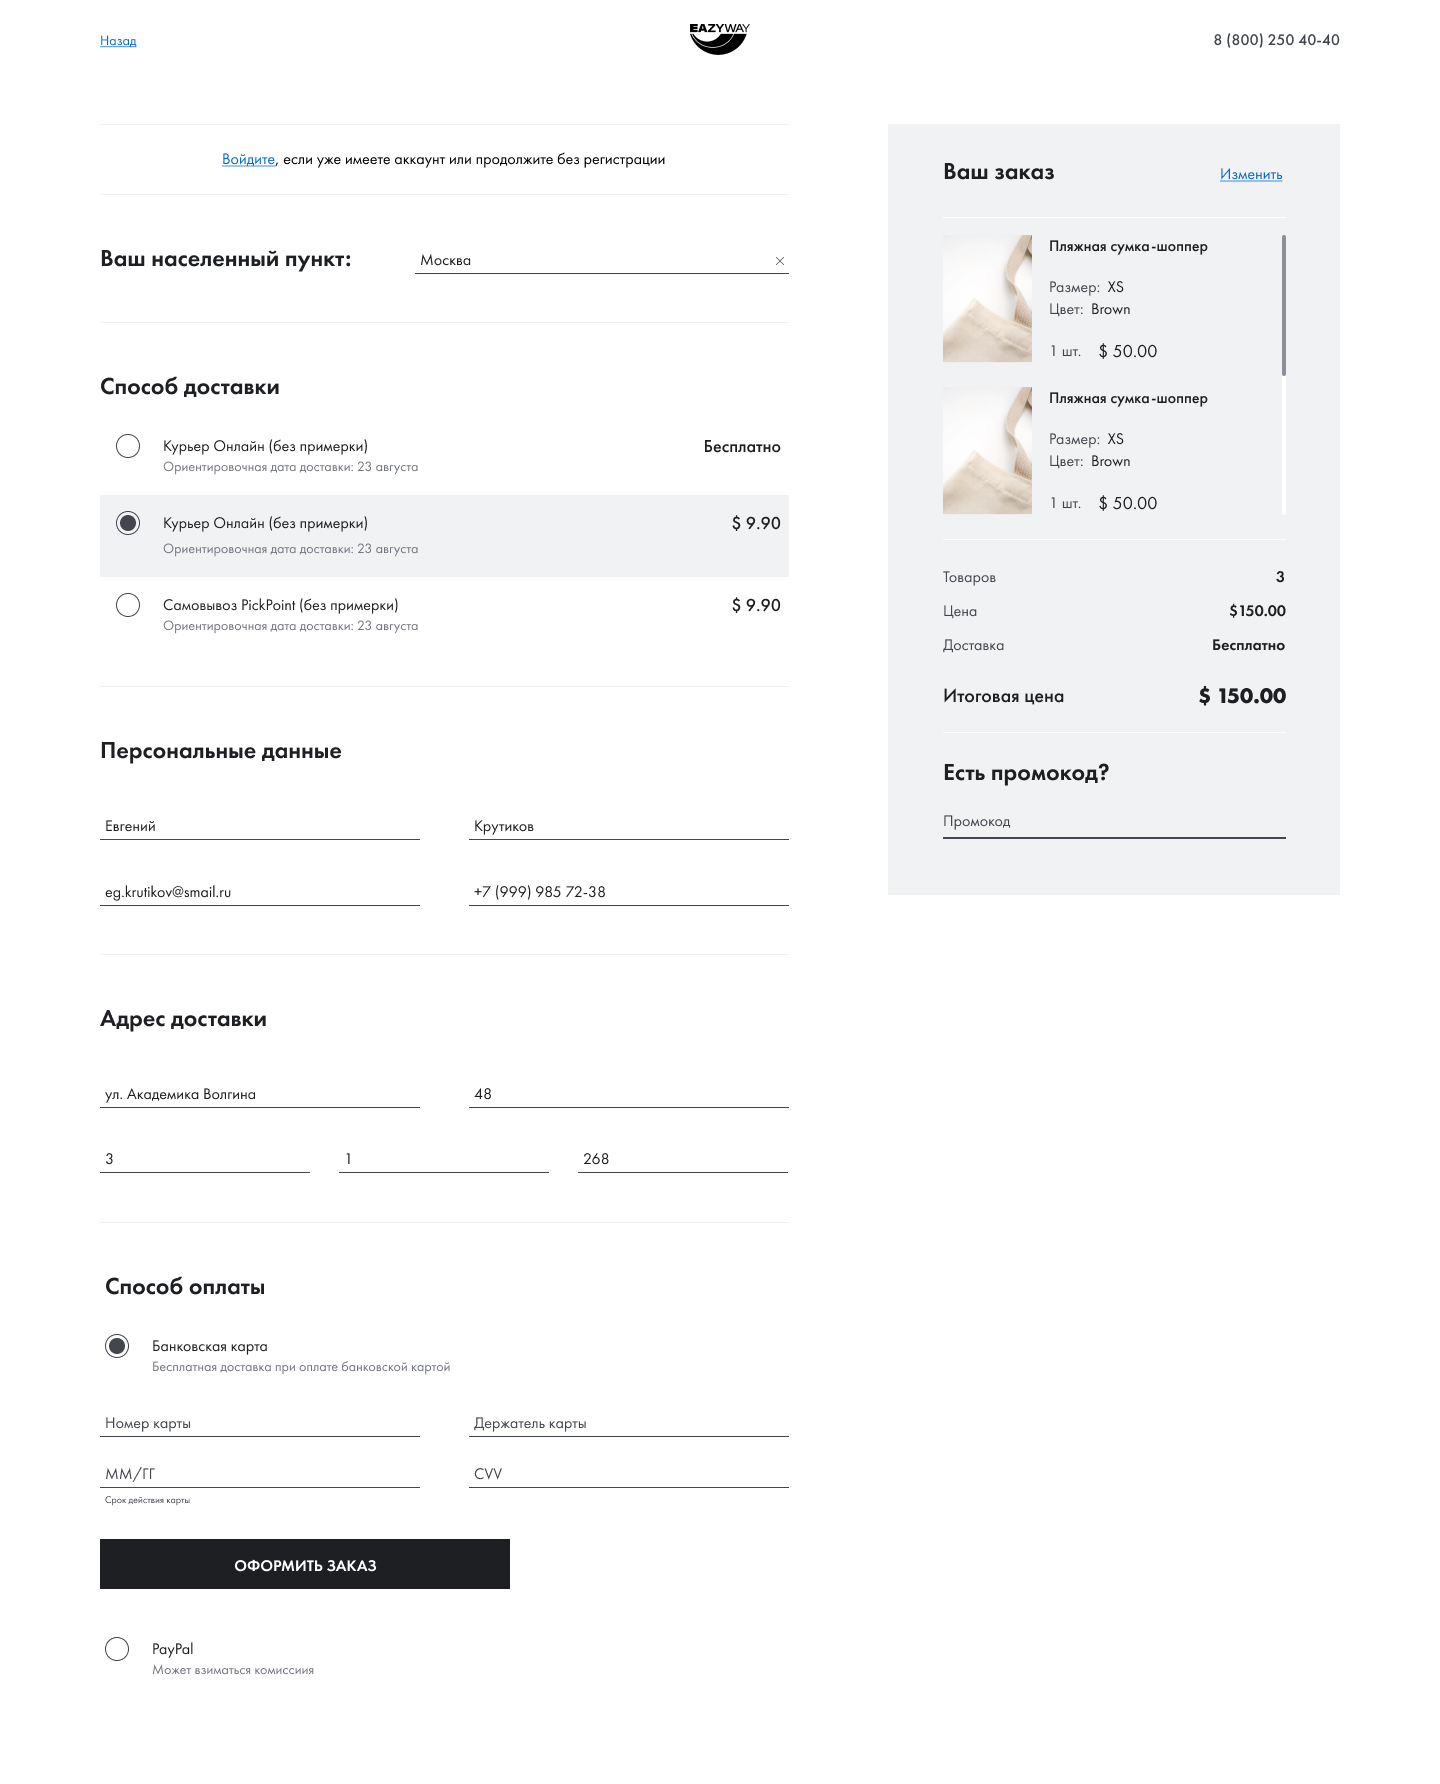 Назад
EAZYWAY
8 (800) 250 40-40
Войдите, если уже имеете аккаунт или продолжите без регистрации
Ваш населенный пункт:
Москва
Способ доставки
Курьер Онлайн (без примерки)
Бесплатно
Ориентировочная дата доставки: 23 августа
Курьер Онлайн (без примерки)
$ 9.90
Ориентировочная дата доставки: 23 августа
Самовывоз PickPoint (без примерки)
$ 9.90
Ориентировочная дата доставки: 23 августа
Персональные данные
Евгений
Крутиков
eg.krutikov@smail.ru
+7 (999) 985 72-38
Адрес доставки
ул. Академика Волгина
48
3
1
268
Способ оплаты
Банковская карта
Бесплатная доставка при оплате банковской картой
Номер карты
Держатель карты
ММ/ГГ
CVV
Срок действия карты
ОФОРМИТЬ ЗАКАЗ
PayPal
Может взиматься комиссиия
Ваш заказ
Изменить
Пляжная сумка-шоппер
Размер: XS
Цвет: Brown
1 шт. $ 50.00
Пляжная сумка-шоппер
Размер: XS
Цвет: Brown
1 шт. $ 50.00
Товаров 3
Цена $150.00
Доставка Бесплатно
Итоговая цена $ 150.00
Есть промокод?
Промокод